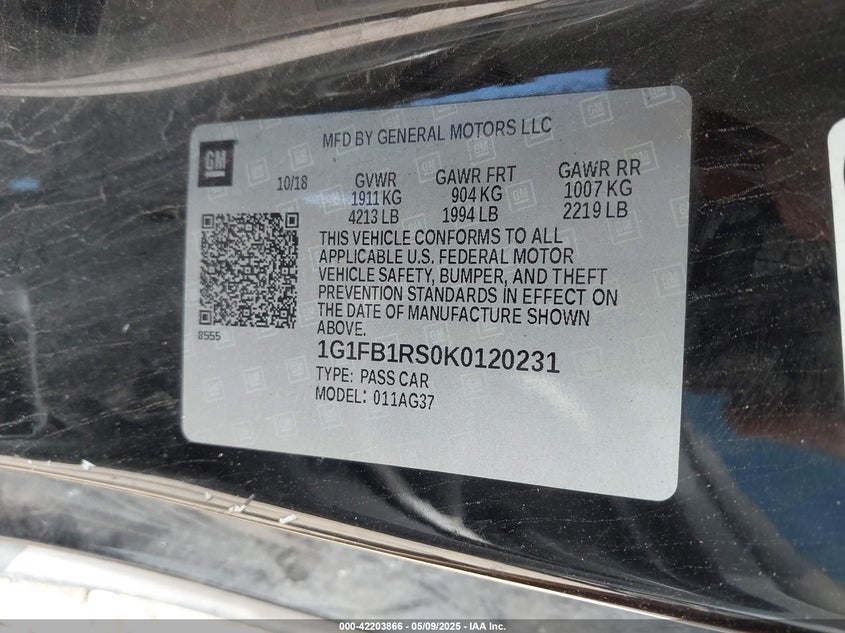 MFD BY GENERAL MOTORS LLC
GM
10/18 GVWR GAWR FRT GAWR RR
1911 KG 904 KG 1007 KG
4213 LB 1994 LB 2219 LB
THIS VEHICLE CONFORMS TO ALL
APPLICABLE U.S. FEDERAL MOTOR
VEHICLE SAFETY, BUMPER, AND THEFT
PREVENTION STANDARDS IN EFFECT ON
THE DATE OF MANUFACTURE SHOWN
ABOVE.
8555
1G1FB1RS0K0120231
TYPE: PASS CAR
MODEL: 011AG37
000-42203866 - 05/09/2025 - IAA Inc.